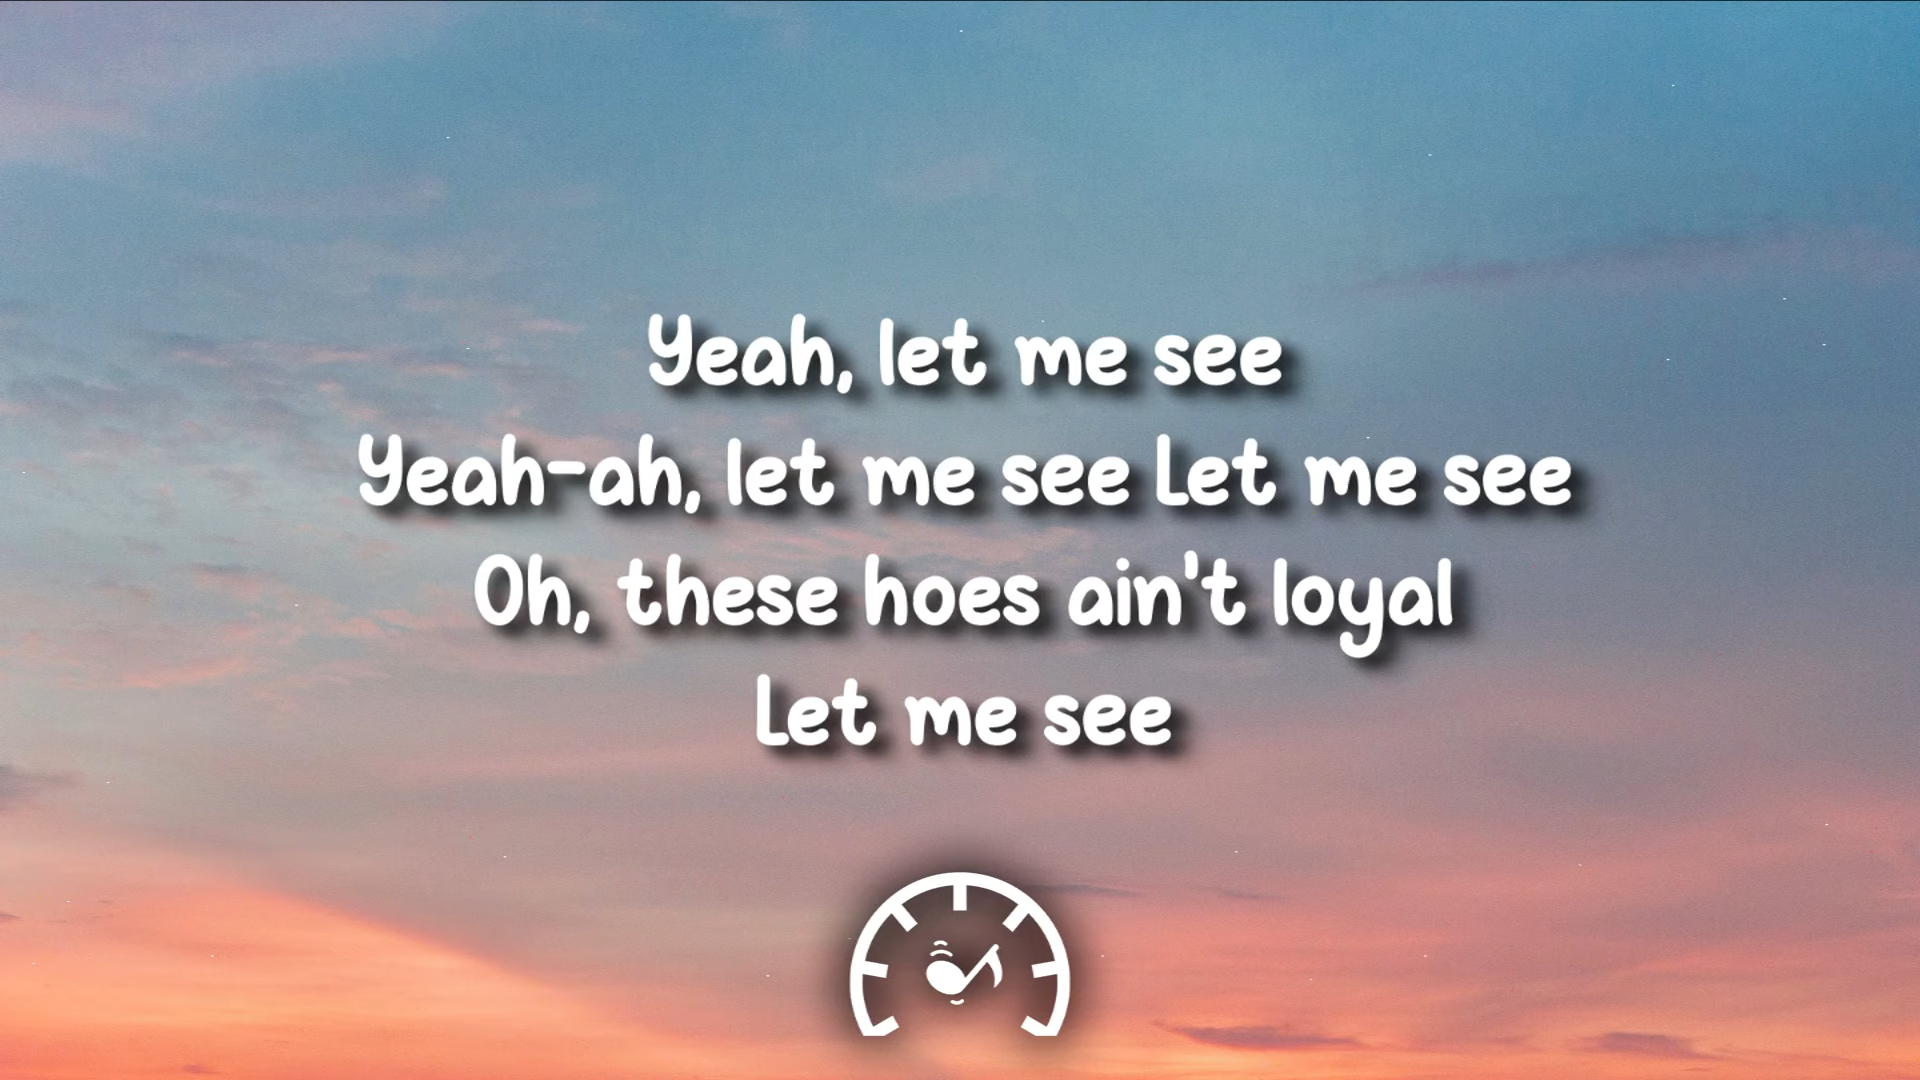 Yeah, let me see
Yeah-ah, let me see Let me see
Oh, these hoes ain't loyal
Let me see